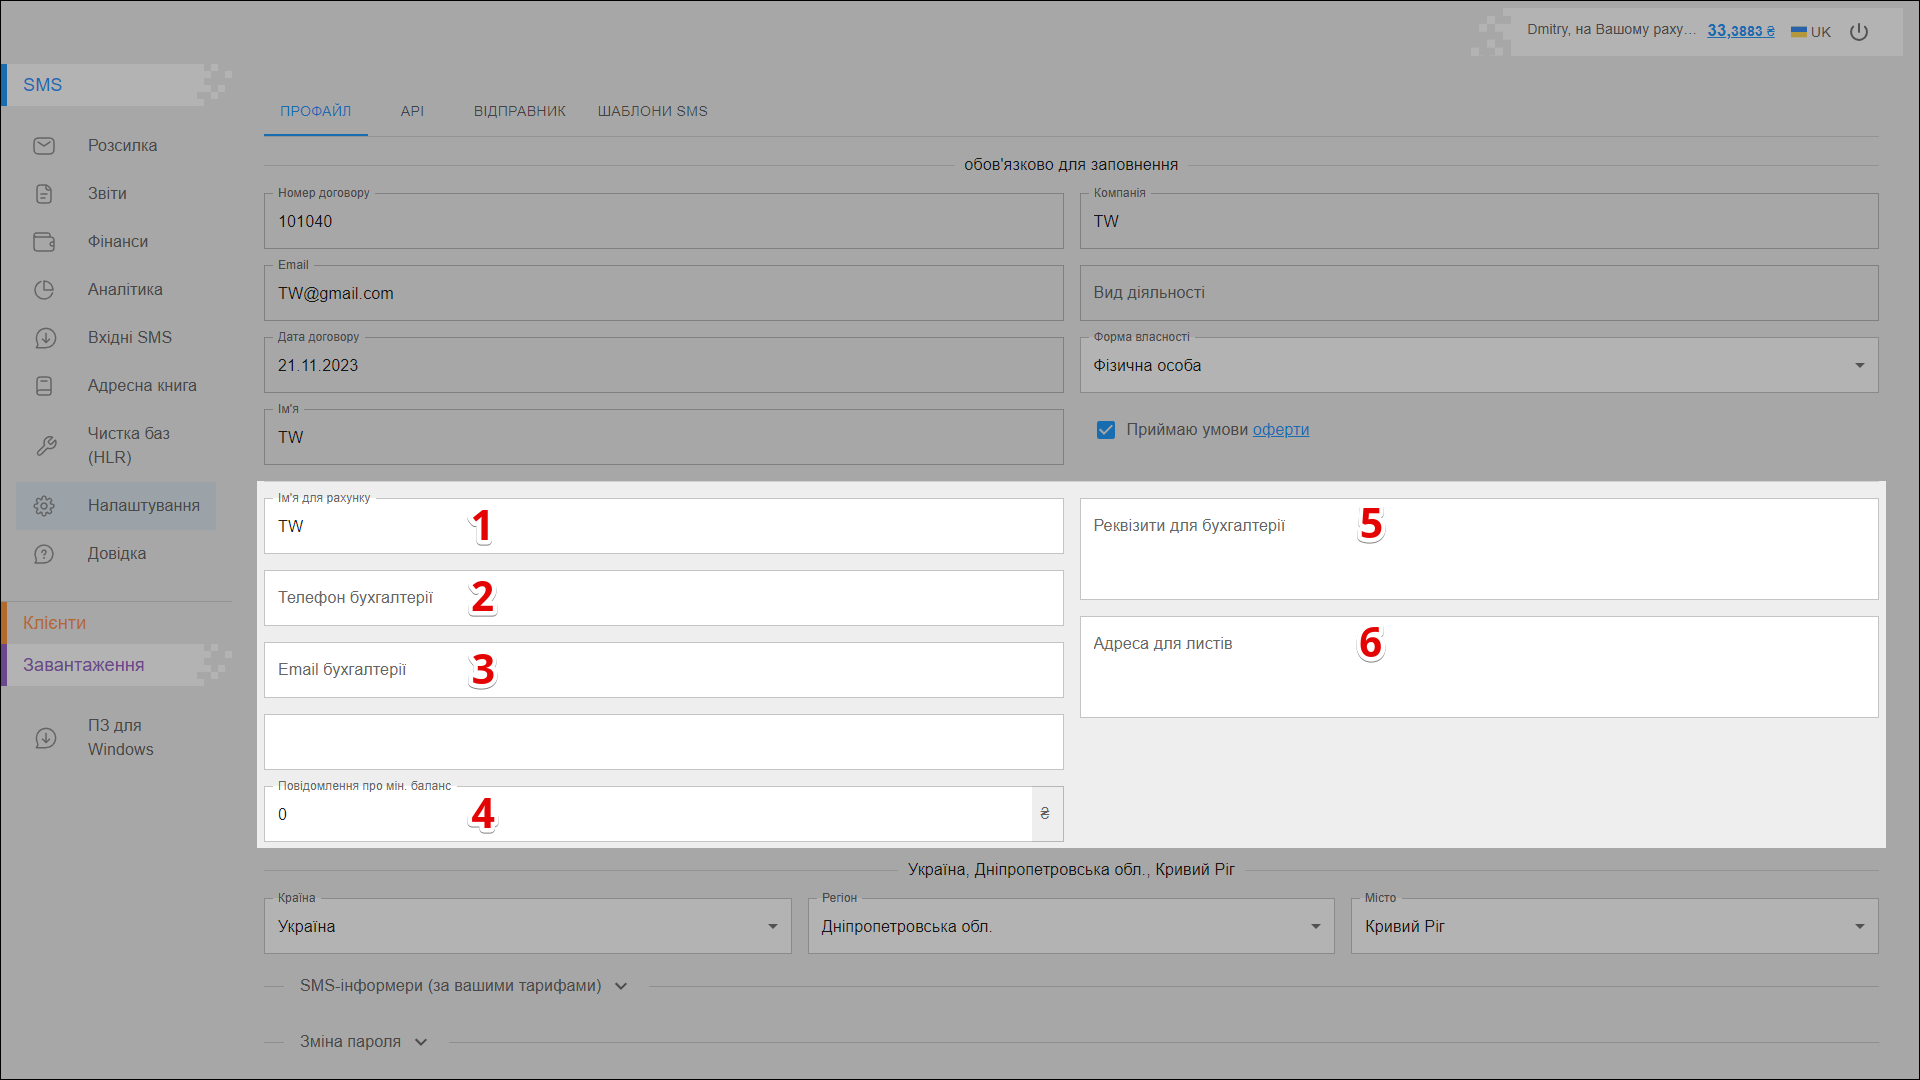 Dmitry, на Вашому раху...
33,3883 ₴
UK
SMS
Розсилка
Звіти
Фінанси
Аналітика
Вхідні SMS
Адресна книга
Чистка баз
(HLR)
Налаштування
Довідка
Клієнти
Завантаження
ПЗ для
Windows
ПРОФАЙЛ
API
ВІДПРАВНИК
ШАБЛОНИ SMS
обов'язково для заповнення
Номер договору
101040
Компанія
TW
Email
TW@gmail.com
Вид діяльності
Дата договору
21.11.2023
Форма власності
Фізична особа
Ім'я
TW
Приймаю умови оферти
Ім'я для рахунку
TW
1
Телефон бухгалтерії
2
Email бухгалтерії
3
Повідомлення про мін. баланс
0
4
₴
Реквізити для бухгалтерії
5
Адреса для листів
6
Україна, Дніпропетровська обл., Кривий Ріг
Країна
Україна
Регіон
Дніпропетровська обл.
Місто
Кривий Ріг
SMS-інформери (за вашими тарифами)
Зміна пароля